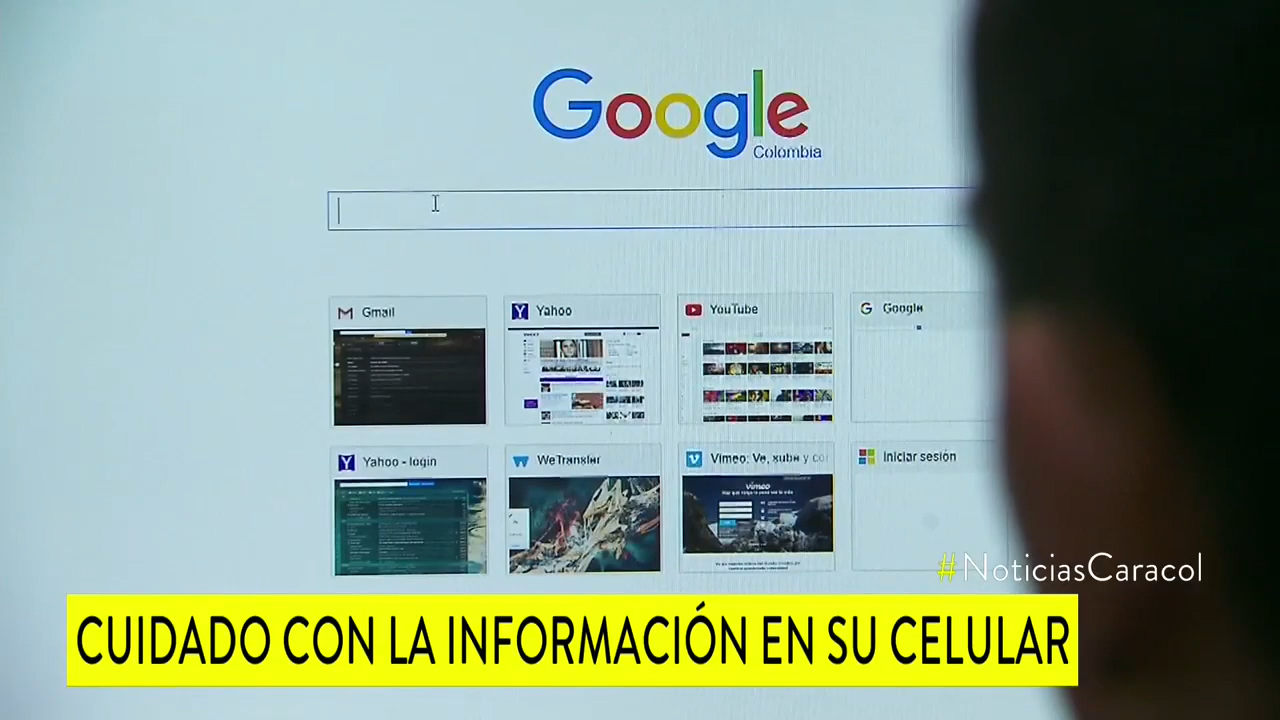 Google
Colombia
Gmail
Yahoo
YouTube
Google
Yahoo - login
WeTransfer
Vimeo: Ve, sube y co
Iniciar sesión
vimeo
#NoticiasCaracol
CUIDADO CON LA INFORMACIÓN EN SU CELULAR